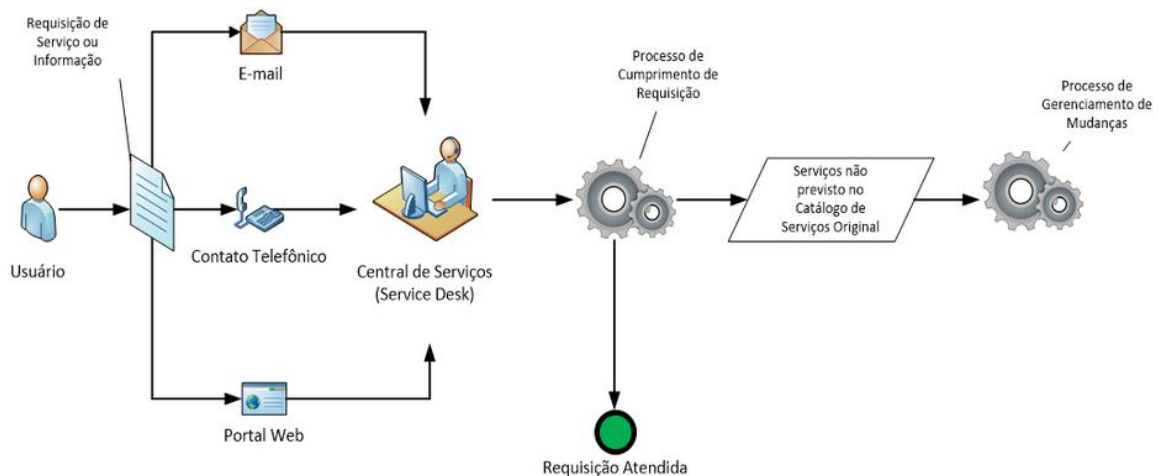 Requisição de
Serviço ou
Informação
E-mail
Processo de
Cumprimento de
Requisição
Processo de
Gerenciamento de
Mudanças
Serviços não
previsto no
Catálogo de
Serviços Original
Usuário
Contato Telefônico
Central de Serviços
(Service Desk)
Portal Web
Requisição Atendida